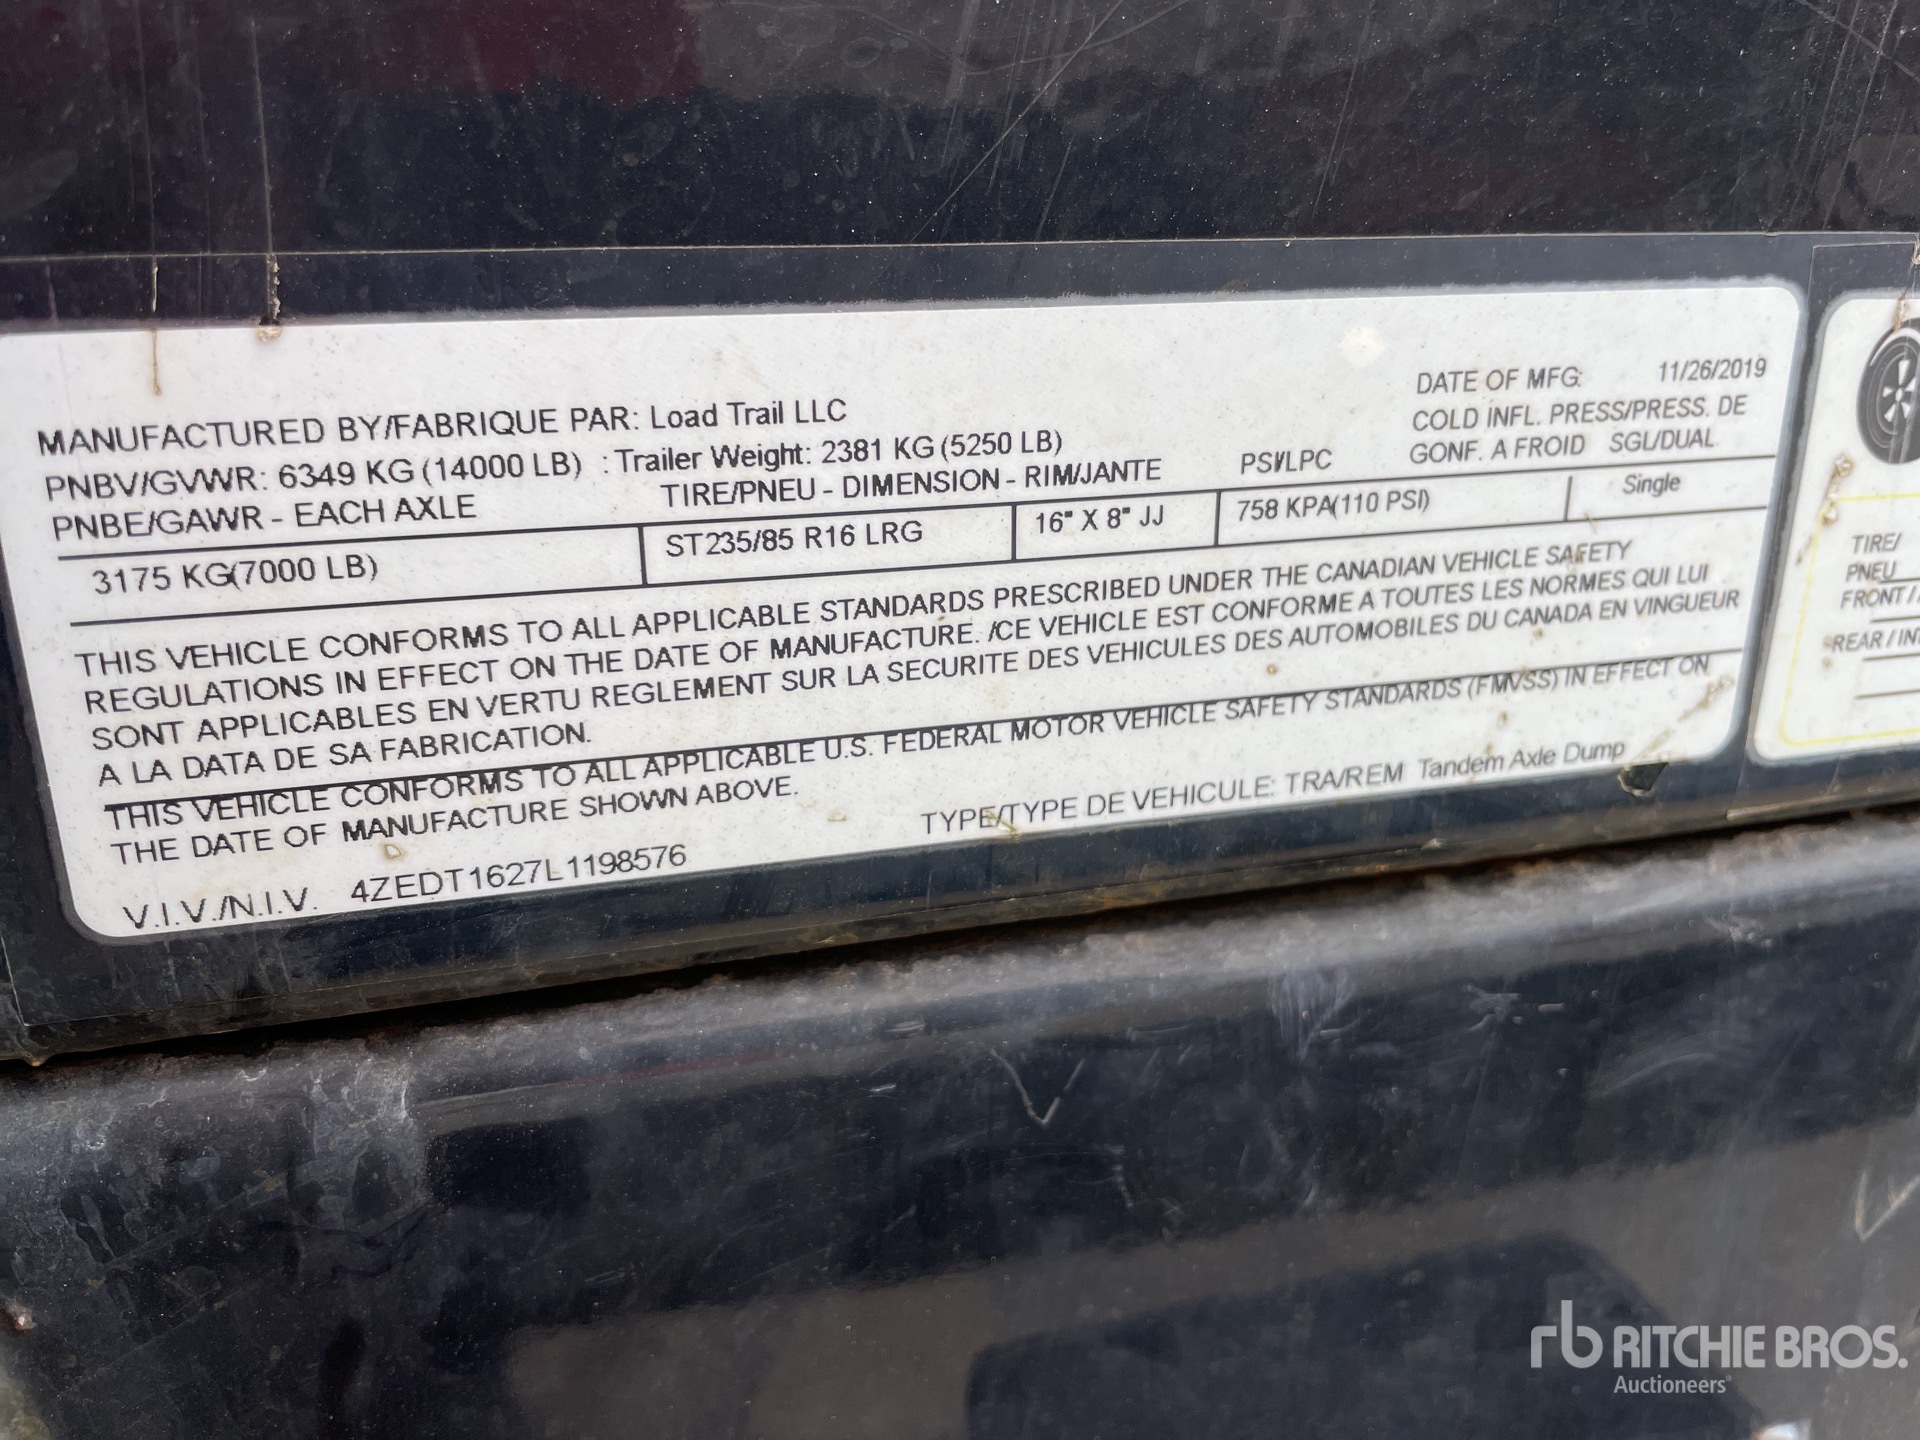 DATE OF MFG: 11/26/2019
MANUFACTURED BY/FABRIQUE PAR: Load Trail LLC
COLD INFL. PRESS/PRESS. DE
PNBV/GVWR: 6349 KG (14000 LB) : Trailer Weight: 2381 KG (5250 LB)
GONF. A FROID SGL/DUAL
PNBE/GAWR - EACH AXLE TIRE/PNEU - DIMENSION - RIM/JANTE PSI/LPC
3175 KG(7000 LB) ST235/85 R16 LRG 16" X 8" JJ 758 KPA(110 PSI) Single
THIS VEHICLE CONFORMS TO ALL APPLICABLE STANDARDS PRESCRIBED UNDER THE CANADIAN VEHICLE SAFETY
REGULATIONS IN EFFECT ON THE DATE OF MANUFACTURE. /CE VEHICLE EST CONFORME A TOUTES LES NORMES QUI LUI
SONT APPLICABLES EN VERTU REGLEMENT SUR LA SECURITE DES VEHICULES DES AUTOMOBILES DU CANADA EN VINGUEUR
A LA DATA DE SA FABRICATION.
THIS VEHICLE CONFORMS TO ALL APPLICABLE U.S. FEDERAL MOTOR VEHICLE SAFETY STANDARDS (FMVSS) IN EFFECT ON
THE DATE OF MANUFACTURE SHOWN ABOVE.
V.I.V./N.I.V. 4ZEDT1627L1198576
TYPE/TYPE DE VEHICULE: TRA/REM Tandem Axle Dump
TIRE/
PNEU
FRONT/
REAR/
rb RITCHIE BROS.
Auctioneers